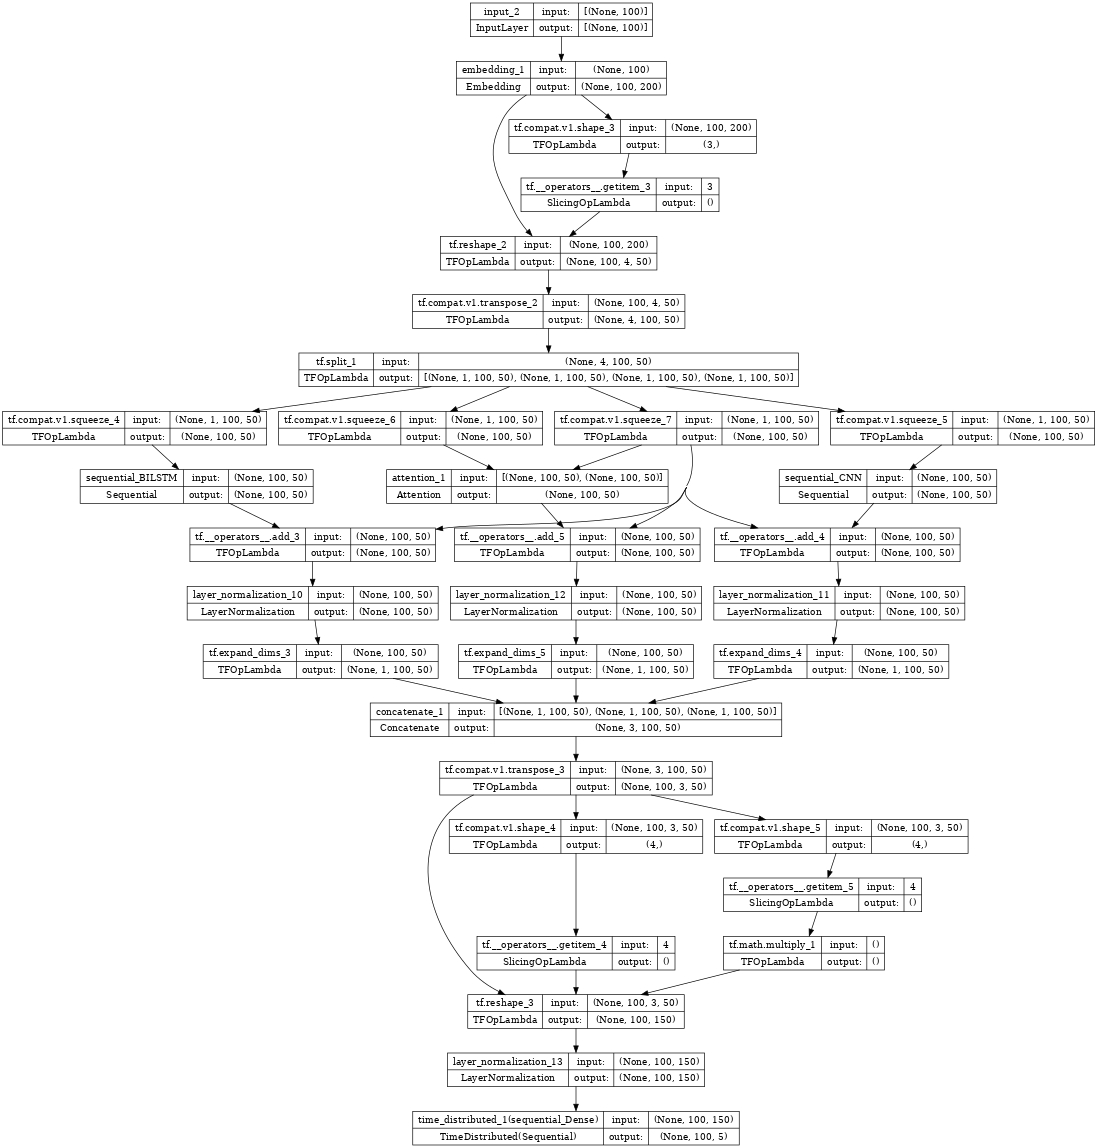 input_2 input: [(None, 100)]
InputLayer output: [(None, 100)]
embedding_1 input: (None, 100)
Embedding output: (None, 100, 200)
tf.compat.v1.shape_3 input: (None, 100, 200)
TFOpLambda output: (3,)
tf.__operators__.getitem_3 input: 3
SlicingOpLambda output: ()
tf.reshape_2 input: (None, 100, 200)
TFOpLambda output: (None, 100, 4, 50)
tf.compat.v1.transpose_2 input: (None, 100, 4, 50)
TFOpLambda output: (None, 4, 100, 50)
tf.split_1 input: (None, 4, 100, 50)
TFOpLambda output: [(None, 1, 100, 50), (None, 1, 100, 50), (None, 1, 100, 50), (None, 1, 100, 50)]
tf.compat.v1.squeeze_4 input: (None, 1, 100, 50)
TFOpLambda output: (None, 100, 50)
tf.compat.v1.squeeze_6 input: (None, 1, 100, 50)
TFOpLambda output: (None, 100, 50)
tf.compat.v1.squeeze_7 input: (None, 1, 100, 50)
TFOpLambda output: (None, 100, 50)
tf.compat.v1.squeeze_5 input: (None, 1, 100, 50)
TFOpLambda output: (None, 100, 50)
sequential_BILSTM input: (None, 100, 50)
Sequential output: (None, 100, 50)
attention_1 input: [(None, 100, 50), (None, 100, 50)]
Attention output: (None, 100, 50)
sequential_CNN input: (None, 100, 50)
Sequential output: (None, 100, 50)
tf.__operators__.add_3 input: (None, 100, 50)
TFOpLambda output: (None, 100, 50)
tf.__operators__.add_5 input: (None, 100, 50)
TFOpLambda output: (None, 100, 50)
tf.__operators__.add_4 input: (None, 100, 50)
TFOpLambda output: (None, 100, 50)
layer_normalization_10 input: (None, 100, 50)
LayerNormalization output: (None, 100, 50)
layer_normalization_12 input: (None, 100, 50)
LayerNormalization output: (None, 100, 50)
layer_normalization_11 input: (None, 100, 50)
LayerNormalization output: (None, 100, 50)
tf.expand_dims_3 input: (None, 100, 50)
TFOpLambda output: (None, 1, 100, 50)
tf.expand_dims_5 input: (None, 100, 50)
TFOpLambda output: (None, 1, 100, 50)
tf.expand_dims_4 input: (None, 100, 50)
TFOpLambda output: (None, 1, 100, 50)
concatenate_1 input: [(None, 1, 100, 50), (None, 1, 100, 50), (None, 1, 100, 50)]
Concatenate output: (None, 3, 100, 50)
tf.compat.v1.transpose_3 input: (None, 3, 100, 50)
TFOpLambda output: (None, 100, 3, 50)
tf.compat.v1.shape_4 input: (None, 100, 3, 50)
TFOpLambda output: (4,)
tf.compat.v1.shape_5 input: (None, 100, 3, 50)
TFOpLambda output: (4,)
tf.__operators__.getitem_5 input: 4
SlicingOpLambda output: ()
tf.__operators__.getitem_4 input: 4
SlicingOpLambda output: ()
tf.math.multiply_1 input: ()
TFOpLambda output: ()
tf.reshape_3 input: (None, 100, 3, 50)
TFOpLambda output: (None, 100, 150)
layer_normalization_13 input: (None, 100, 150)
LayerNormalization output: (None, 100, 150)
time_distributed_1(sequential_Dense) input: (None, 100, 150)
TimeDistributed(Sequential) output: (None, 100, 5)